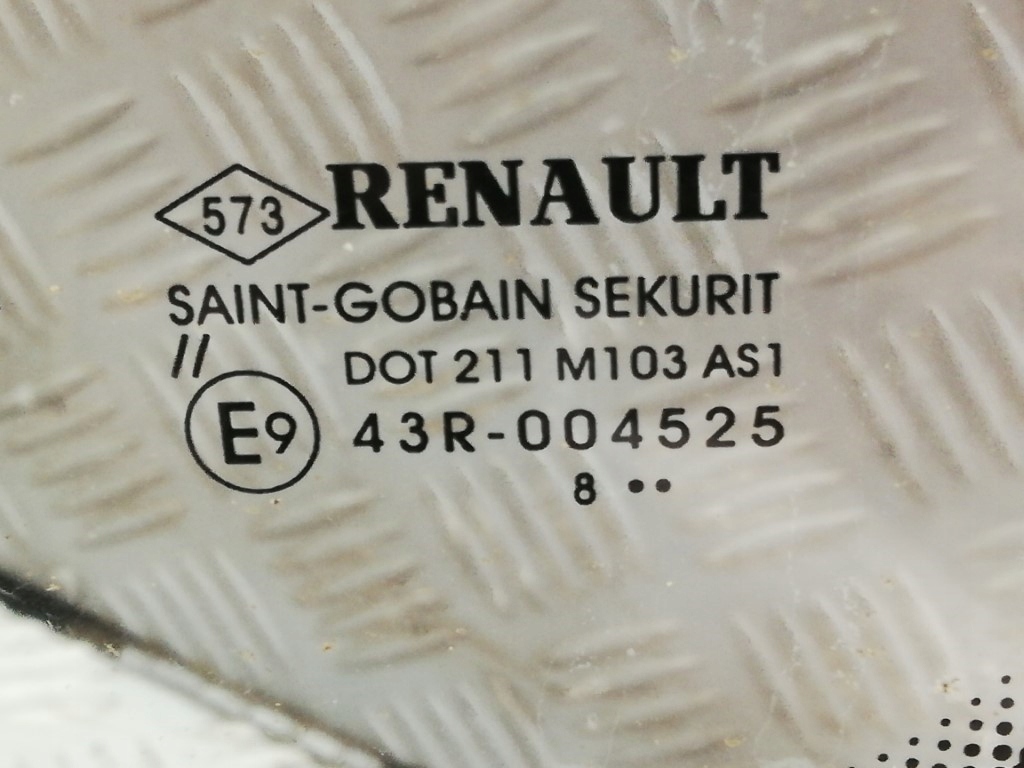 573 RENAULT
SAINT-GOBAIN SEKURIT
// DOT 211 M103 AS1
E9 43R-004525
8 ••